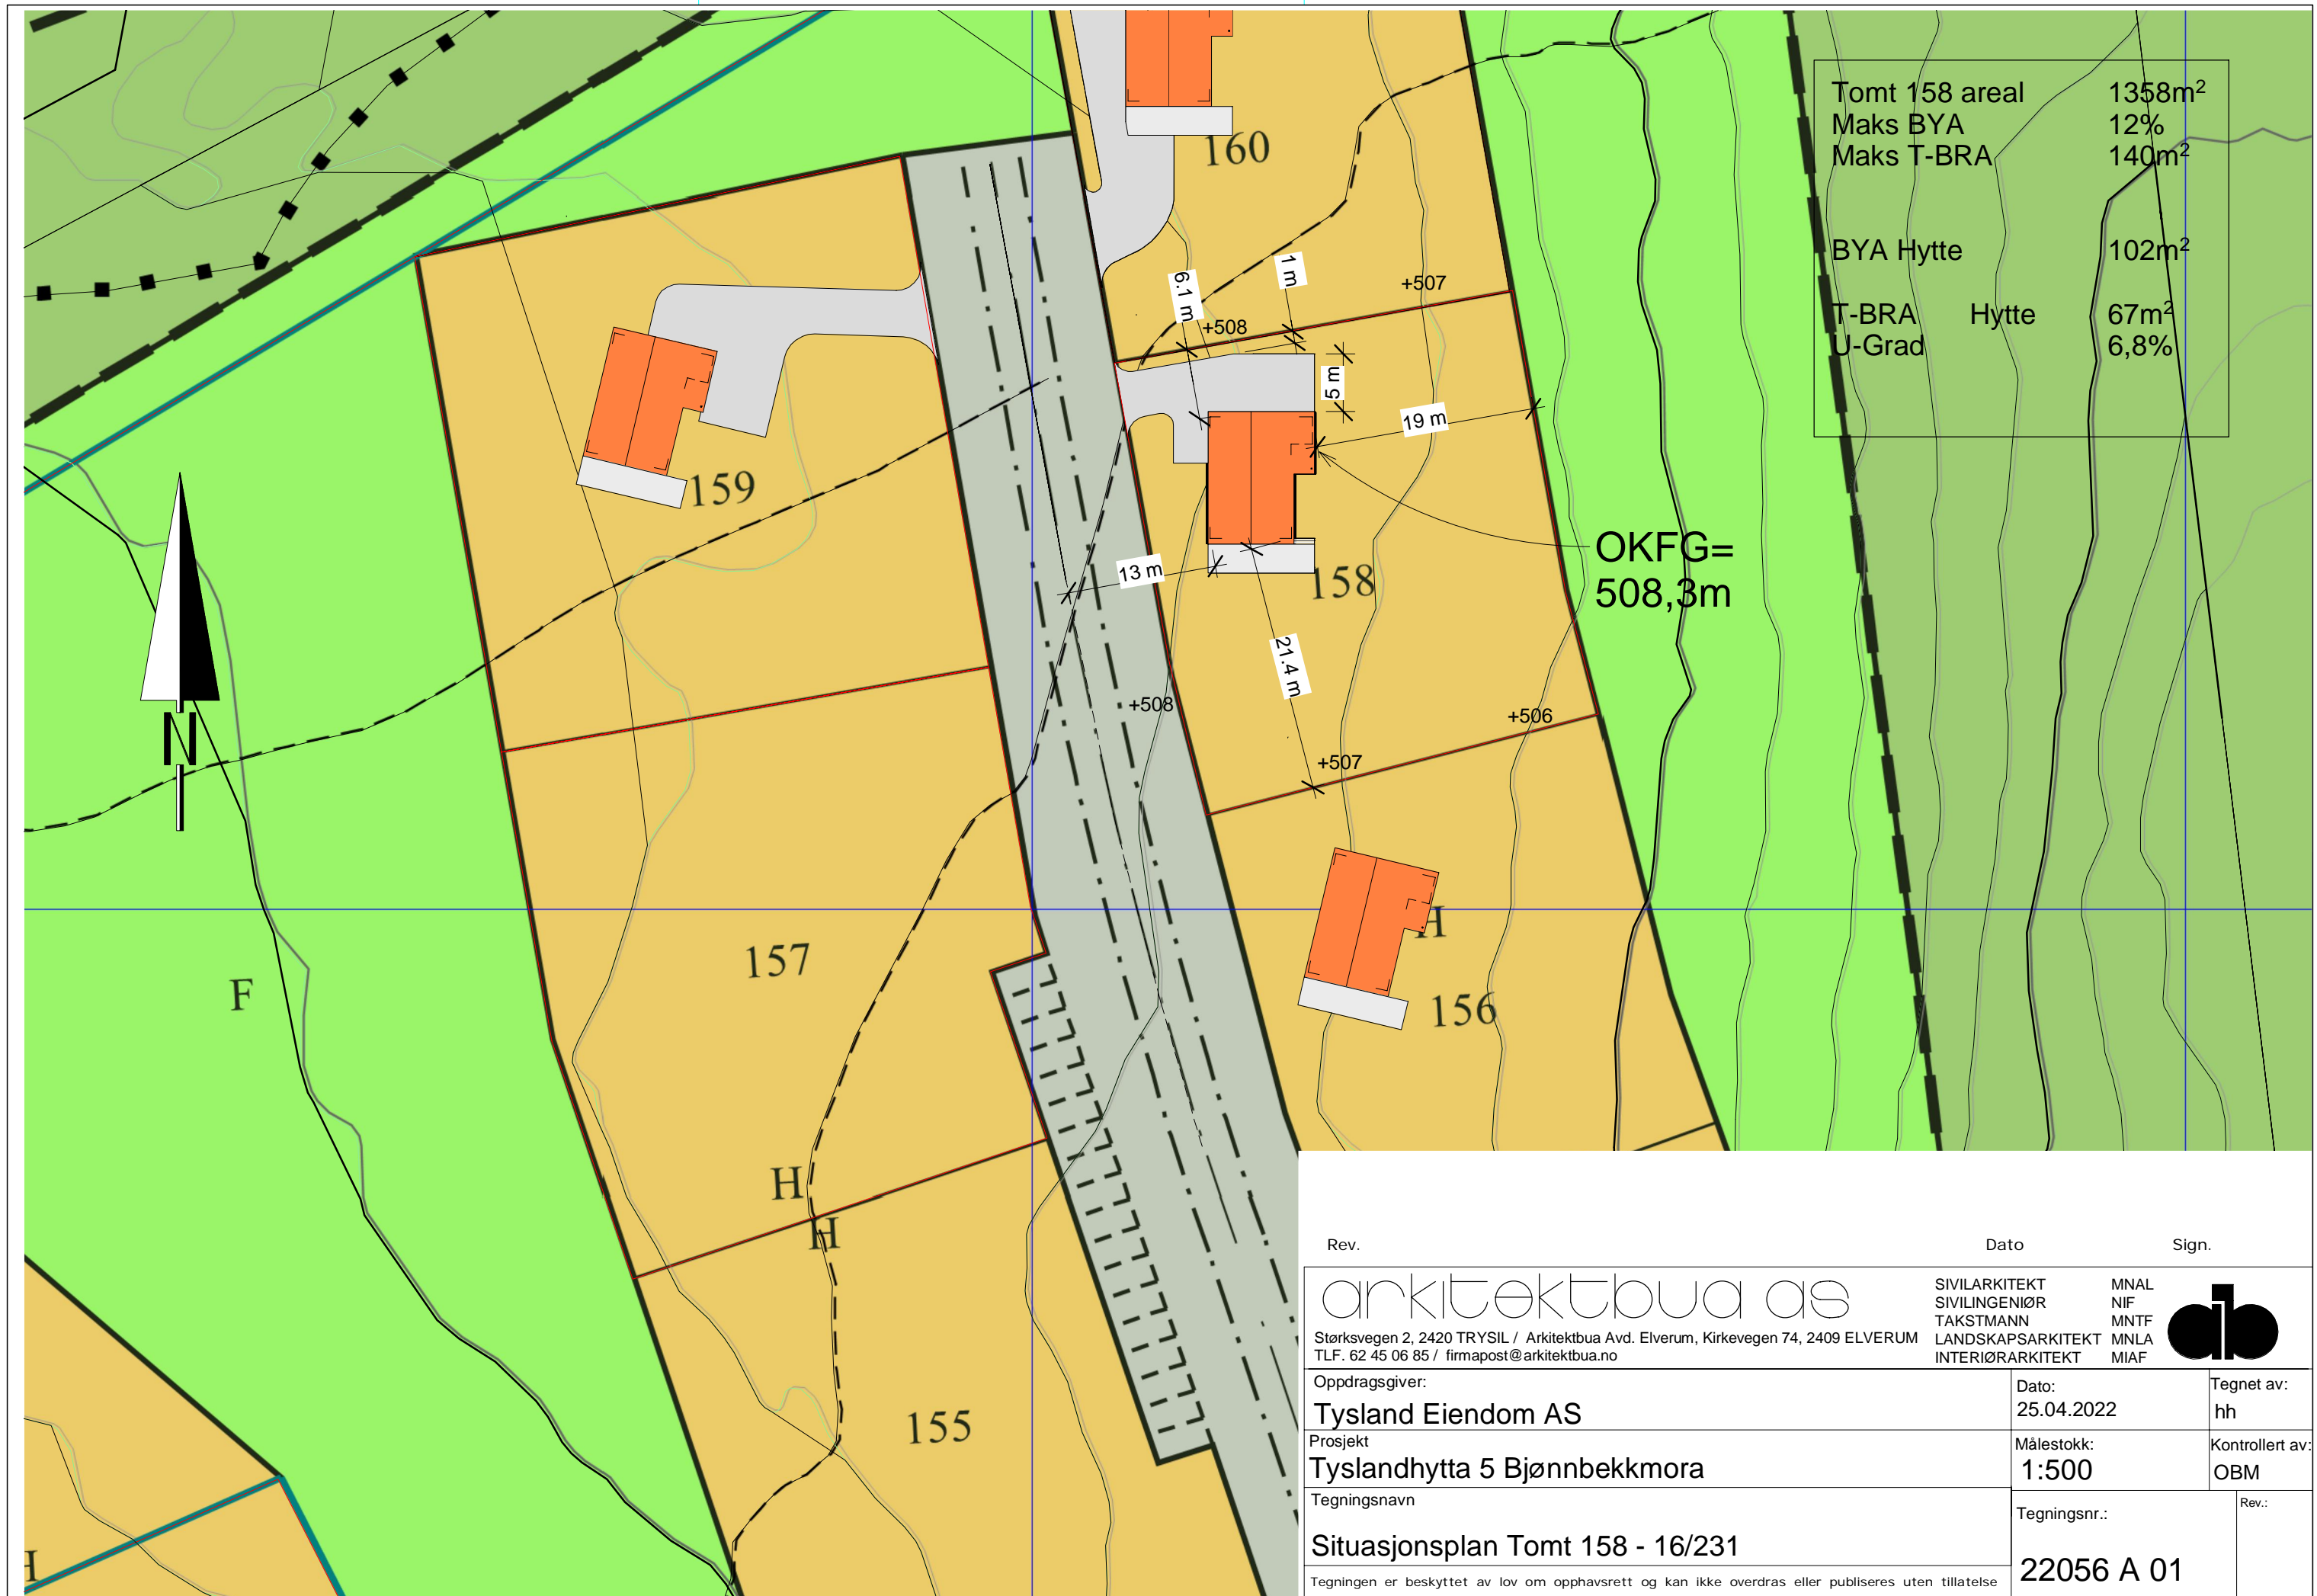 Tomt 158 areal 1358m²
Maks BYA 12%
Maks T-BRA 140m²
BYA Hytte 102m²
T-BRA Hytte 67m²
U-Grad 6,8%
160
1 m
6.1 m
+507
+508
5 m
19 m
159
OKFG=
508,3m
13 m
158
21.4 m
N
+508
+506
+507
H
157
156
F
H
H
155
H
Rev. Dato Sign.
arkitektbua as
Størksvegen 2, 2420 TRYSIL / Arkitektbua Avd. Elverum, Kirkevegen 74, 2409 ELVERUM
TLF. 62 45 06 85 / firmapost@arkitektbua.no
SIVILARKITEKT MNAL
SIVILINGENIØR NIF
TAKSTMANN MNTF
LANDSKAPSARKITEKT MNLA
INTERIØRARKITEKT MIAF
Oppdragsgiver:
Tysland Eiendom AS
Dato:
25.04.2022
Tegnet av:
hh
Prosjekt
Tyslandhytta 5 Bjønnbekkmora
Målestokk:
1:500
Kontrollert av:
OBM
Tegningsnavn
Situasjonsplan Tomt 158 - 16/231
Tegningsnr.:
22056 A 01
Rev.:
Tegningen er beskyttet av lov om opphavsrett og kan ikke overdras eller publiseres uten tillatelse